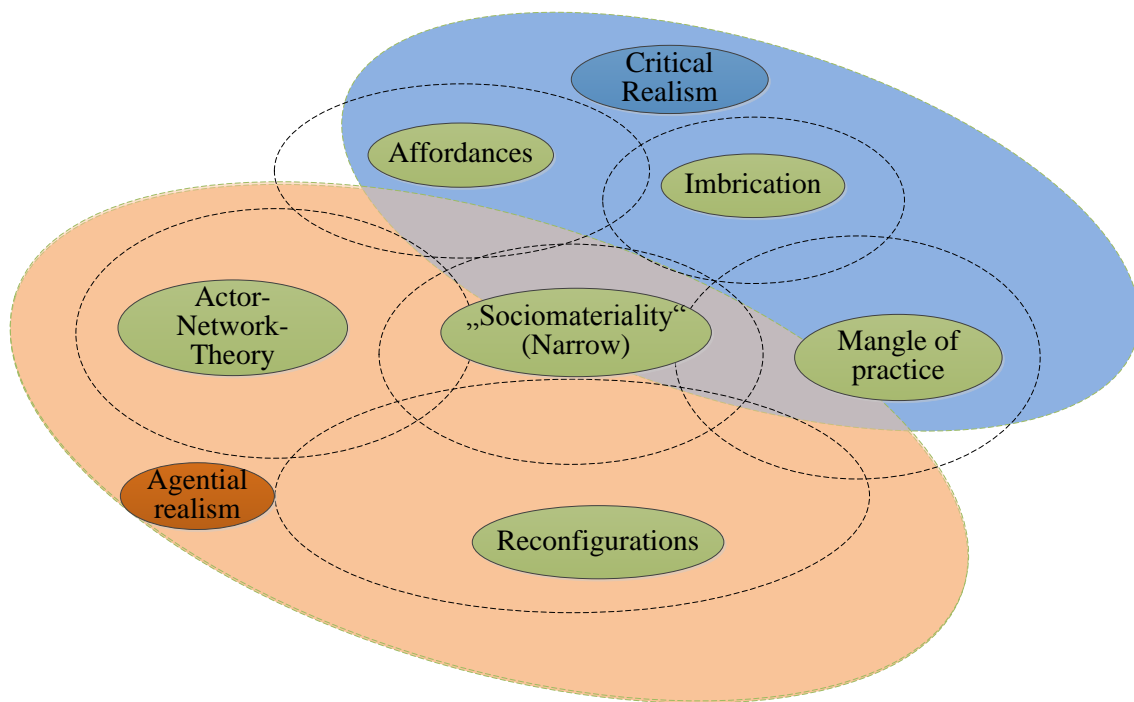 Critical
Realism
Affordances
Imbrication
Actor-
Network-
Theory
„Sociomateriality“
(Narrow)
Mangle of
practice
Agential
realism
Reconfigurations